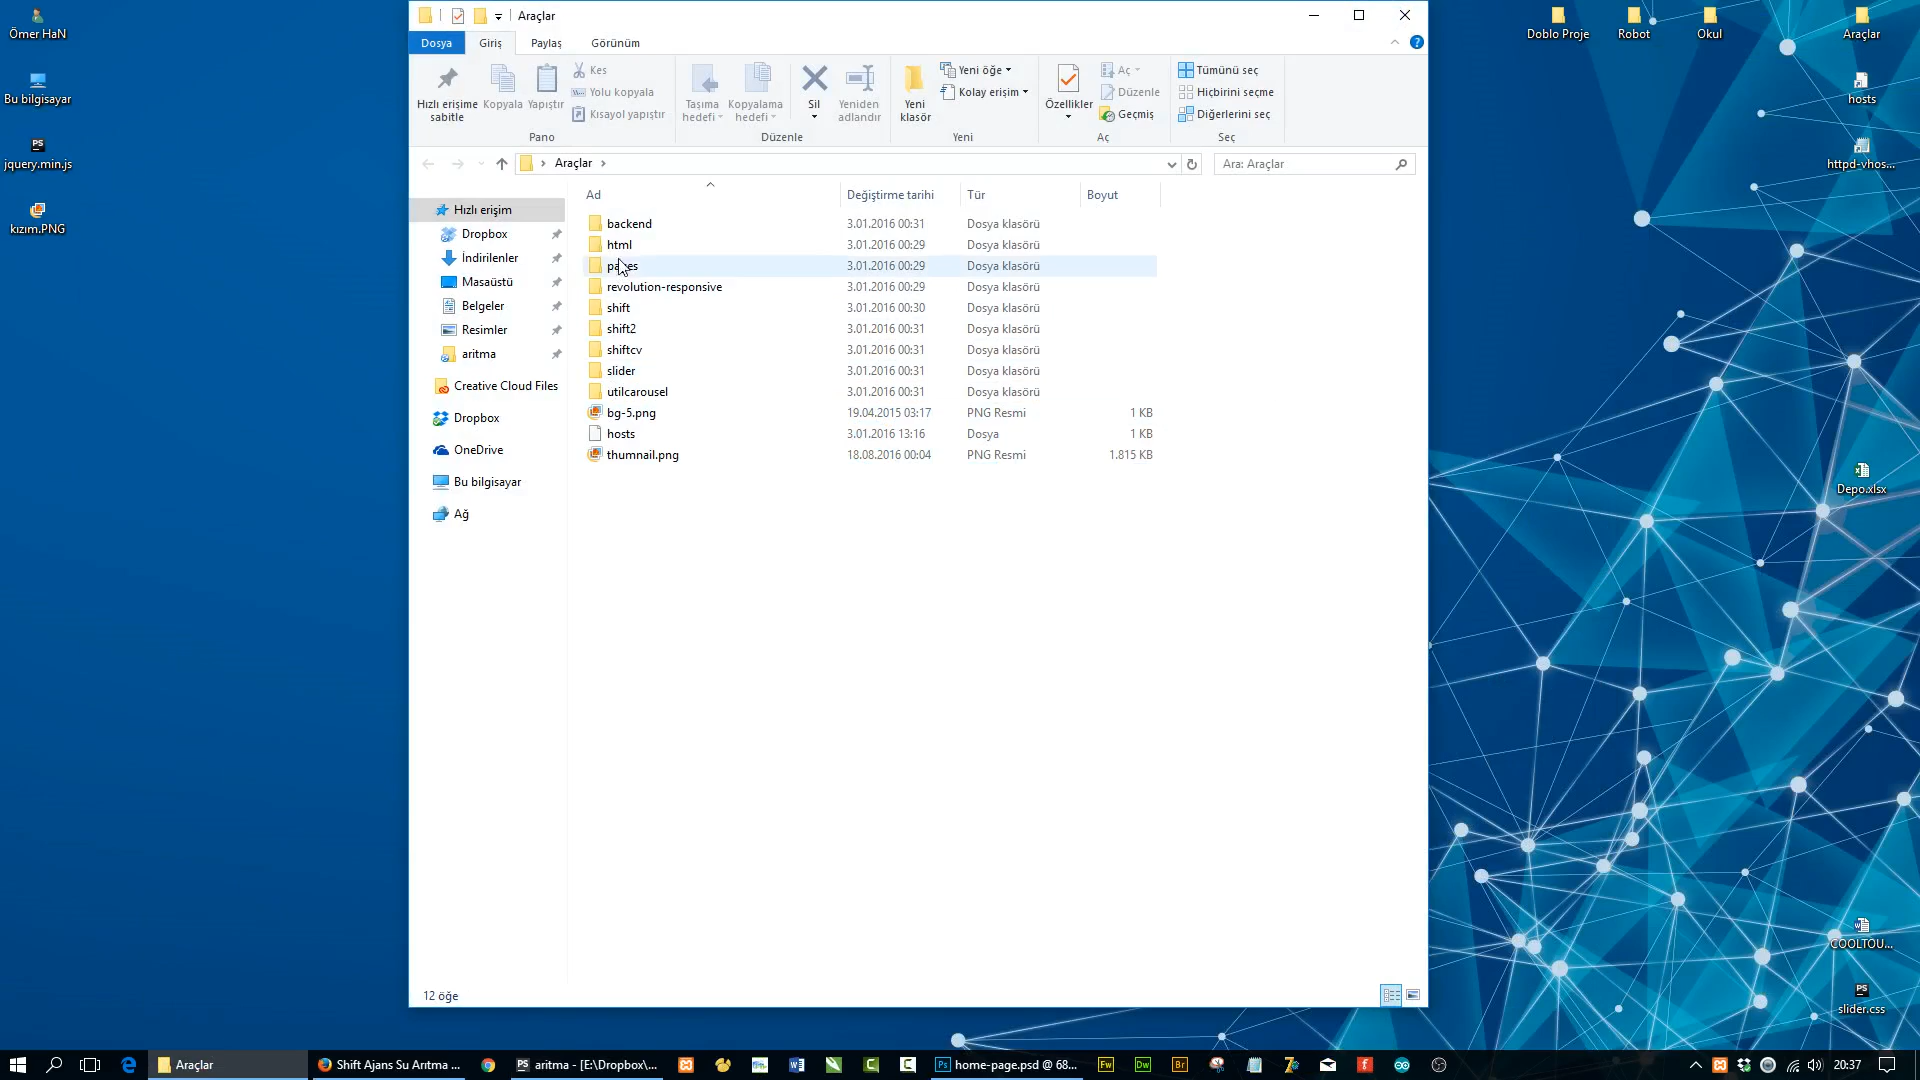 Ömer HaN
Bu bilgisayar
jquery.min.js
kızım.PNG
Araçlar
Dosya
Giriş
Paylaş
Görünüm
Hızlı erişime
sabitle
Kopyala
Yapıştır
Kes
Yolu kopyala
Kısayol yapıştır
Pano
Taşıma
hedefi
Kopyalama
hedefi
Sil
Yeniden
adlandır
Düzenle
Yeni
klasör
Yeni öğe
Kolay erişim
Yeni
Özellikler
Aç
Düzenle
Geçmiş
Aç
Tümünü seç
Hiçbirini seçme
Diğerlerini seç
Seç
Araçlar
Ara: Araçlar
Hızlı erişim
Dropbox
İndirilenler
Masaüstü
Belgeler
Resimler
aritma
Creative Cloud Files
Dropbox
OneDrive
Bu bilgisayar
Ağ
Ad Değiştirme tarihi Tür Boyut
backend 3.01.2016 00:31 Dosya klasörü
html 3.01.2016 00:29 Dosya klasörü
3.01.2016 00:29 Dosya klasörü
revolution-responsive 3.01.2016 00:29 Dosya klasörü
shift 3.01.2016 00:30 Dosya klasörü
shift2 3.01.2016 00:31 Dosya klasörü
shiftcv 3.01.2016 00:31 Dosya klasörü
slider 3.01.2016 00:31 Dosya klasörü
utilcarousel 3.01.2016 00:31 Dosya klasörü
bg-5.png 19.04.2015 03:17 PNG Resmi 1 KB
hosts 3.01.2016 13:16 Dosya 1 KB
thumnail.png 18.08.2016 00:04 PNG Resmi 1.815 KB
12 öğe
Doblo Proje
Robot
Okul
Araçlar
hosts
httpd-vhos...
Depo.xlsx
COOLTOU...
slider.css
Araçlar
Shift Ajans Su Arıtma ...
aritma - [E:\Dropbox\...
home-page.psd @ 68...
20:37